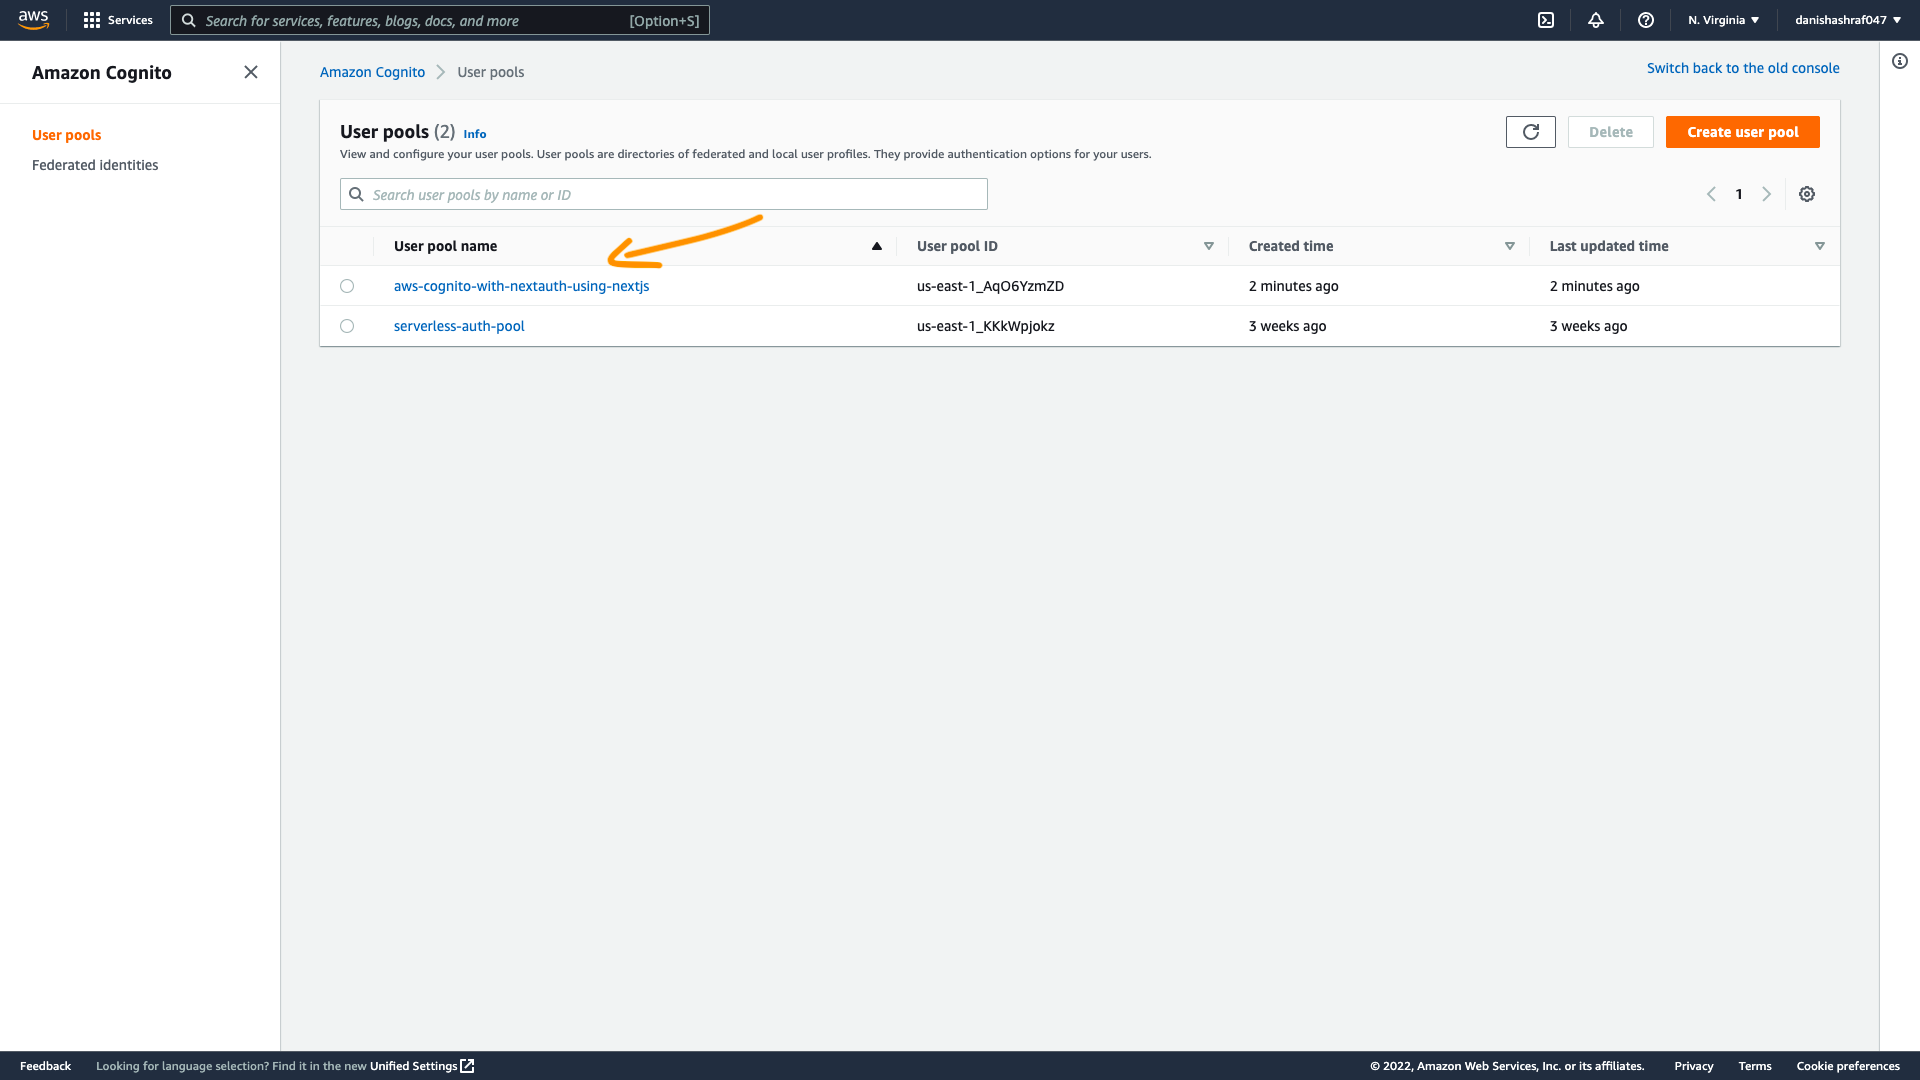 aws
Services
Search for services, features, blogs, docs, and more
[Option+S]
N. Virginia
danishashraf047
Amazon Cognito
User pools
Federated identities
Amazon Cognito
User pools
Switch back to the old console
User pools (2) Info
View and configure your user pools. User pools are directories of federated and local user profiles. They provide authentication options for your users.
Delete
Create user pool
Search user pools by name or ID
1
User pool name
User pool ID
Created time
Last updated time
aws-cognito-with-nextauth-using-nextjs
us-east-1_AqO6YzmZD
2 minutes ago
2 minutes ago
serverless-auth-pool
us-east-1_KKkWpjokz
3 weeks ago
3 weeks ago
Feedback
Looking for language selection? Find it in the new Unified Settings
© 2022, Amazon Web Services, Inc. or its affiliates.
Privacy
Terms
Cookie preferences